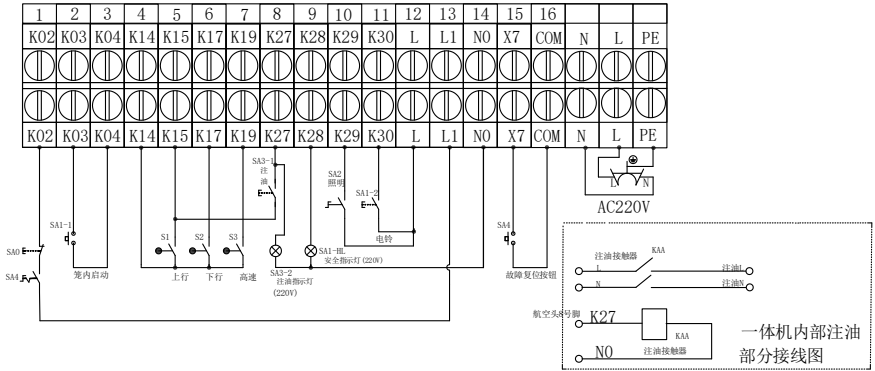 1 2 3 4 5 6 7 8 9 10 11 12 13 14 15 16
K02 K03 K04 K14 K15 K17 K19 K27 K28 K29 K30 L L1 N0 X7 COM N L PE
K02 K03 K04 K14 K15 K17 K19 K27 K28 K29 K30 L L1 N0 X7 COM N L PE
SA3-1
注
油
SA2
照明
SA1-2
L N
AC220V
SA1-1
SA4
S1 S2 S3
电铃
SA0
SA1-HL
安全指示灯(220V)
SA4
笼内启动
上行 下行 高速
SA3-2
注油指示灯
(220V)
故障复位按钮
注油接触器 KAA
L 注油L
N 注油N
航空头8号脚 K27
KAA
N0 注油接触器
一体机内部注油
部分接线图